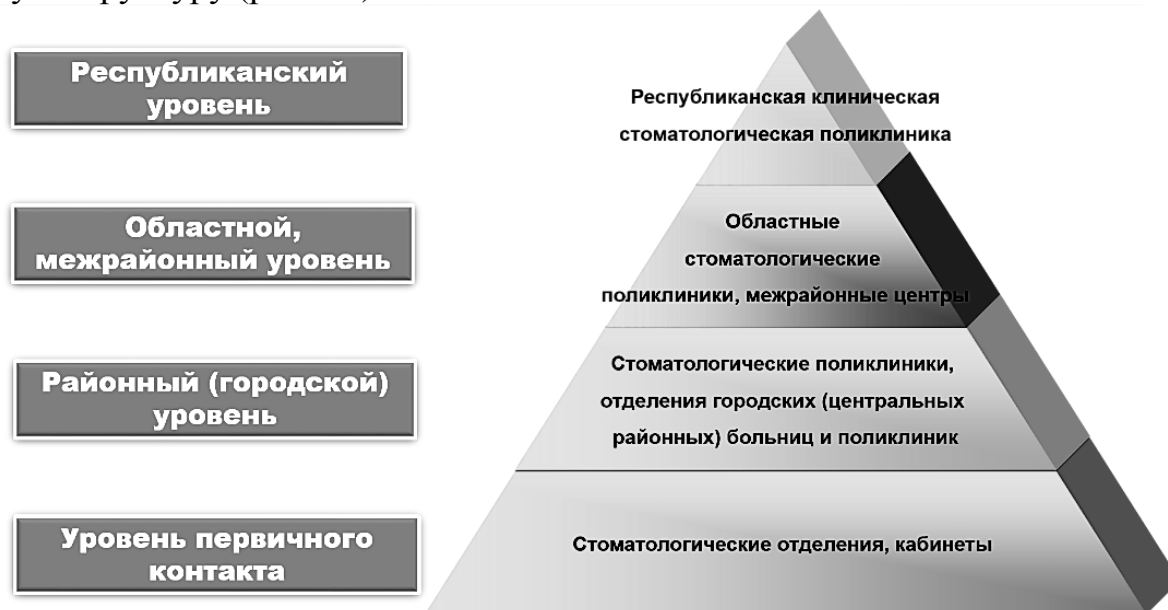 Республиканский
уровень
Республиканская клиническая
стоматологическая поликлиника
Областной,
межрайонный уровень
Областные
стоматологические
поликлиники, межрайонные центры
Районный (городской)
уровень
Стоматологические поликлиники,
отделения городских (центральных
районных) больниц и поликлиник
Уровень первичного
контакта
Стоматологические отделения, кабинеты